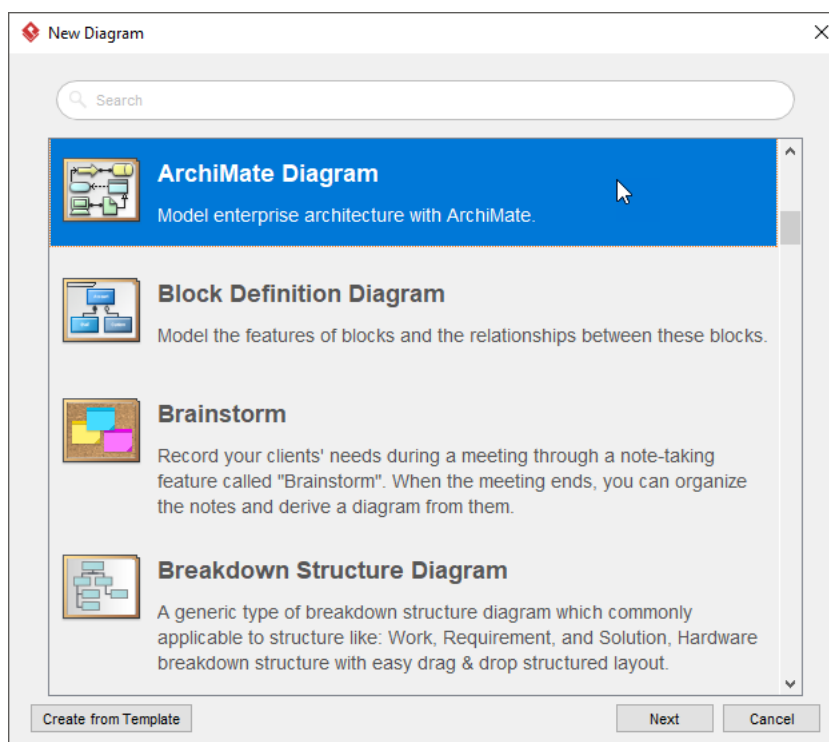 New Diagram
Search
ArchiMate Diagram
Model enterprise architecture with ArchiMate.
Block Definition Diagram
Model the features of blocks and the relationships between these blocks.
Brainstorm
Record your clients' needs during a meeting through a note-taking
feature called "Brainstorm". When the meeting ends, you can organize
the notes and derive a diagram from them.
Breakdown Structure Diagram
A generic type of breakdown structure diagram which commonly
applicable to structure like: Work, Requirement, and Solution, Hardware
breakdown structure with easy drag & drop structured layout.
Create from Template
Next
Cancel